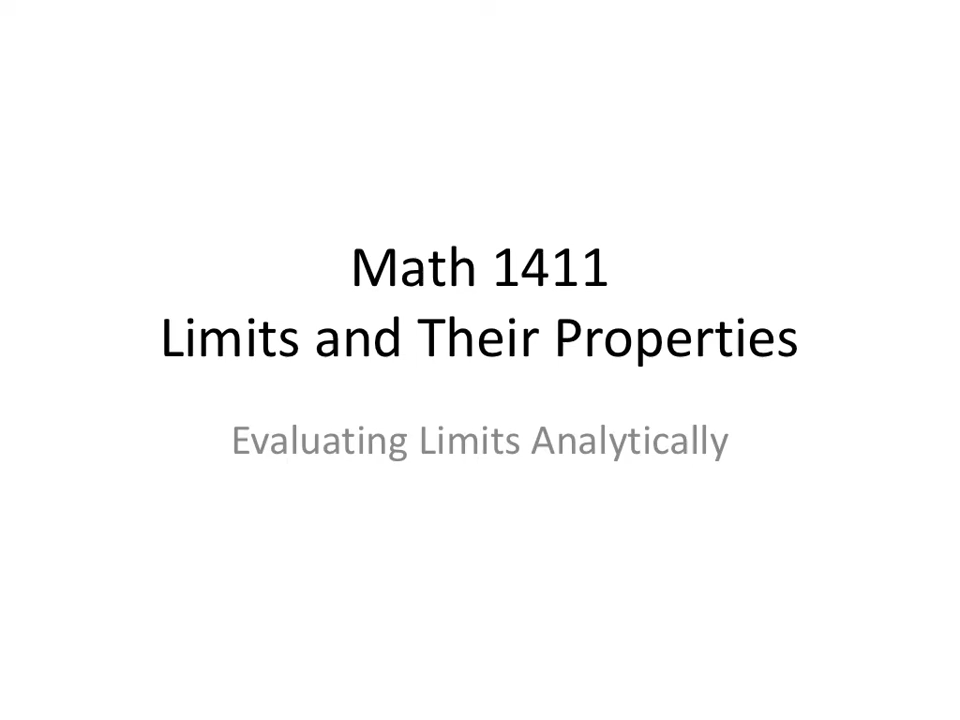 Math 1411
Limits and Their Properties
Evaluating Limits Analytically